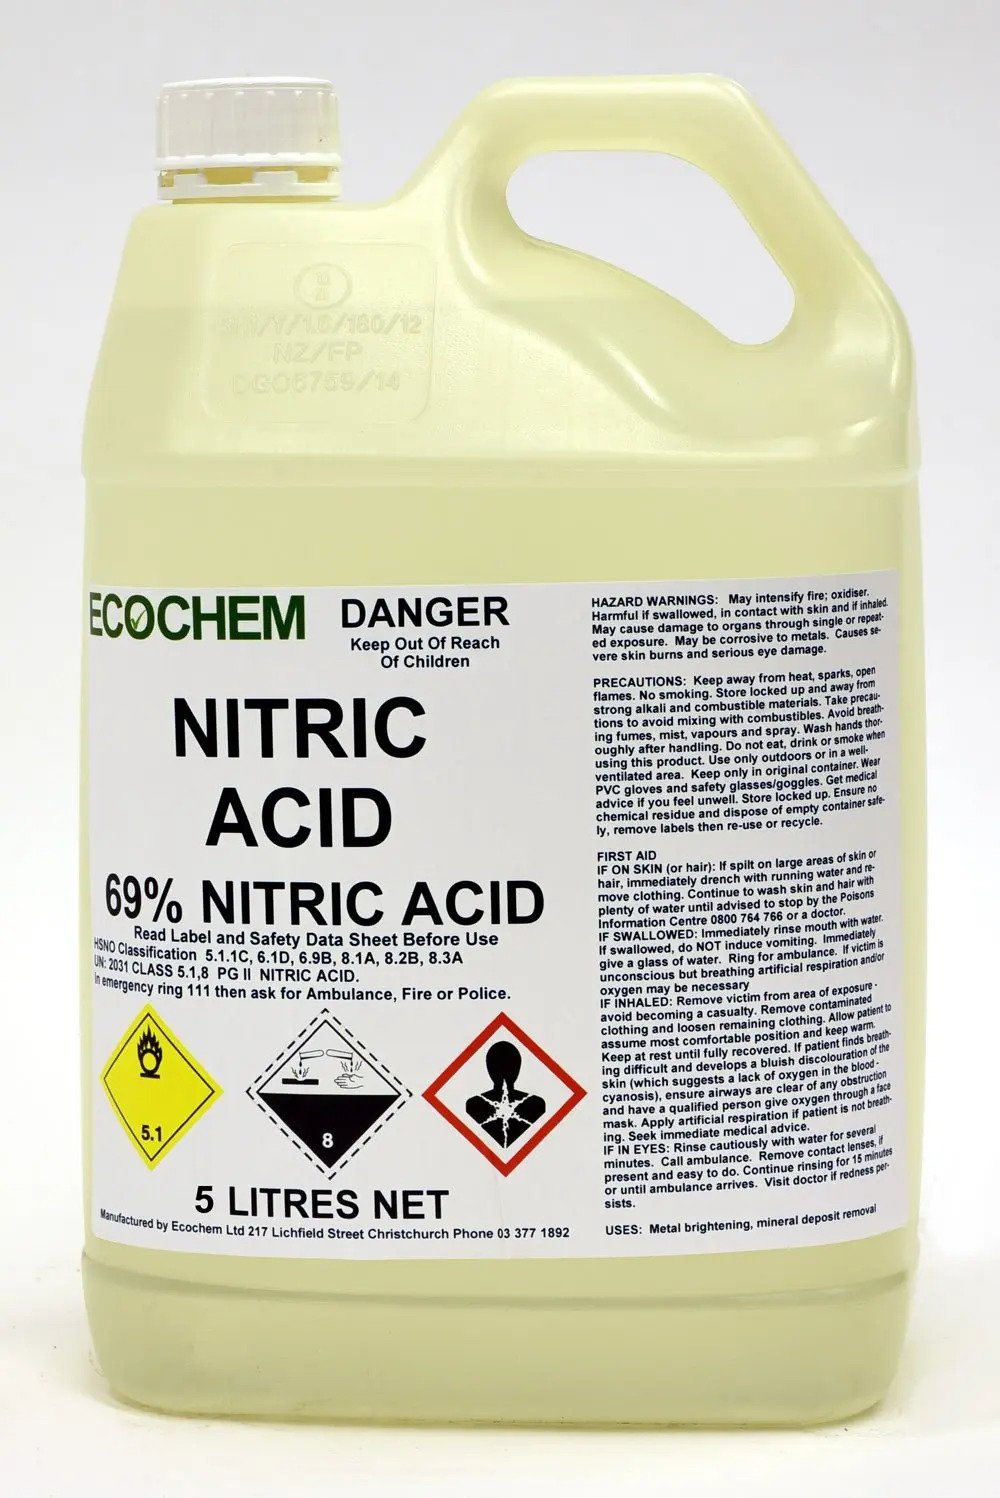 NZ/FP
ECOCHEM
DANGER
Keep Out Of Reach
Of Children
NITRIC
ACID
69% NITRIC ACID
Read Label and Safety Data Sheet Before Use
HSNO Classification 5.1.1C, 6.1D, 6.9B, 8.1A, 8.2B, 8.3A
UN: 2031 CLASS 5.1,8 PG II NITRIC ACID.
In emergency ring 111 then ask for Ambulance, Fire or Police.
5.1
8
5 LITRES NET
Manufactured by Ecochem Ltd 217 Lichfield Street Christchurch Phone 03 377 1892
HAZARD WARNINGS: May intensify fire; oxidiser.
Harmful if swallowed, in contact with skin and if inhaled.
May cause damage to organs through single or repeat-
ed exposure. May be corrosive to metals. Causes se-
vere skin burns and serious eye damage.
PRECAUTIONS: Keep away from heat, sparks, open
flames. No smoking. Store locked up and away from
strong alkali and combustible materials. Take precau-
tions to avoid mixing with combustibles. Avoid breath-
ing fumes, mist, vapours and spray. Wash hands thor-
oughly after handling. Do not eat, drink or smoke when
using this product. Use only outdoors or in a well-
ventilated area. Keep only in original container. Wear
PVC gloves and safety glasses/goggles. Get medical
advice if you feel unwell. Store locked up. Ensure no
chemical residue and dispose of empty container safe-
ly, remove labels then re-use or recycle.
FIRST AID
IF ON SKIN (or hair): If spilt on large areas of skin or
hair, immediately drench with running water and re-
move clothing. Continue to wash skin and hair with
plenty of water until advised to stop by the Poisons
Information Centre 0800 764 766 or a doctor.
IF SWALLOWED: Immediately rinse mouth with water.
If swallowed, do NOT induce vomiting. Immediately
give a glass of water. Ring for ambulance. If victim is
unconscious but breathing artificial respiration and/or
oxygen may be necessary
IF INHALED: Remove victim from area of exposure -
avoid becoming a casualty. Remove contaminated
clothing and loosen remaining clothing. Allow patient to
assume most comfortable position and keep warm.
Keep at rest until fully recovered. If patient finds breath-
ing difficult and develops a bluish discolouration of the
skin (which suggests a lack of oxygen in the blood -
cyanosis), ensure airways are clear of any obstruction
and have a qualified person give oxygen through a face
mask. Apply artificial respiration if patient is not breath-
ing. Seek immediate medical advice.
IF IN EYES: Rinse cautiously with water for several
minutes. Call ambulance. Remove contact lenses, if
present and easy to do. Continue rinsing for 15 minutes
or until ambulance arrives. Visit doctor if redness per-
sists.
USES: Metal brightening, mineral deposit removal